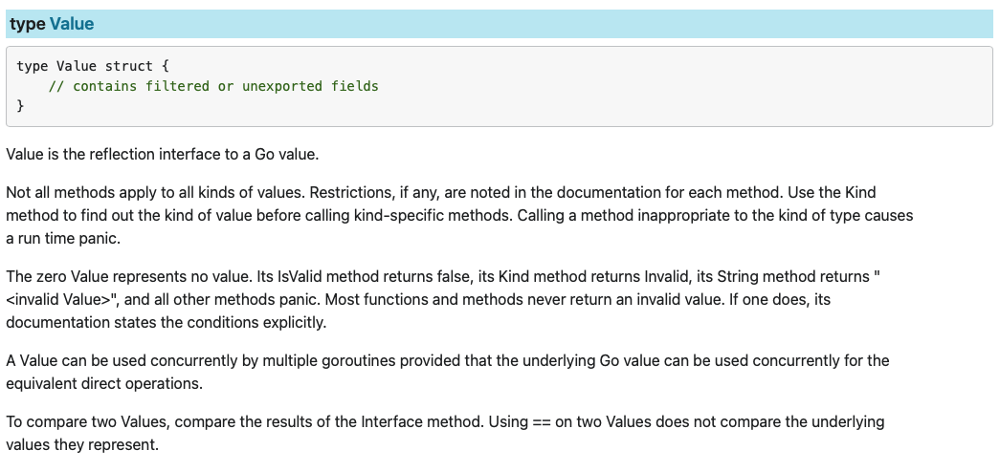 type Value
type Value struct {
    // contains filtered or unexported fields
}
Value is the reflection interface to a Go value.
Not all methods apply to all kinds of values. Restrictions, if any, are noted in the documentation for each method. Use the Kind
method to find out the kind of value before calling kind-specific methods. Calling a method inappropriate to the kind of type causes
a run time panic.
The zero Value represents no value. Its IsValid method returns false, its Kind method returns Invalid, its String method returns "
<invalid Value>", and all other methods panic. Most functions and methods never return an invalid value. If one does, its
documentation states the conditions explicitly.
A Value can be used concurrently by multiple goroutines provided that the underlying Go value can be used concurrently for the
equivalent direct operations.
To compare two Values, compare the results of the Interface method. Using == on two Values does not compare the underlying
values they represent.